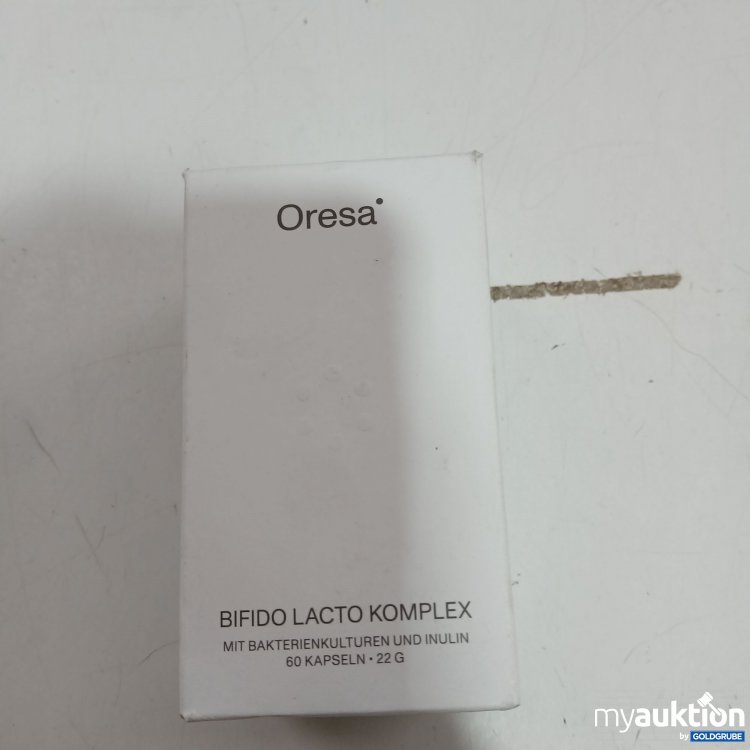 Oresa
BIFIDO LACTO KOMPLEX
MIT BAKTERIENKULTUREN UND INULIN
60 KAPSELN • 22 G
myauktion
by GOLDGRUBE